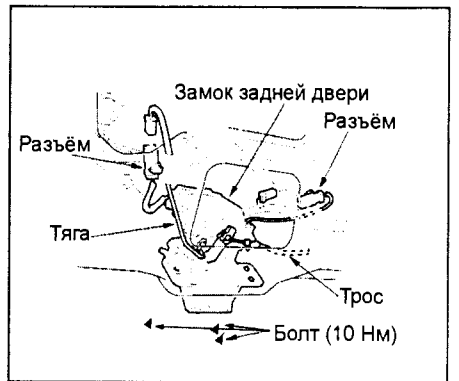 Замок задней двери
Разъём
Разъём
Тяга
Трос
Болт (10 Нм)